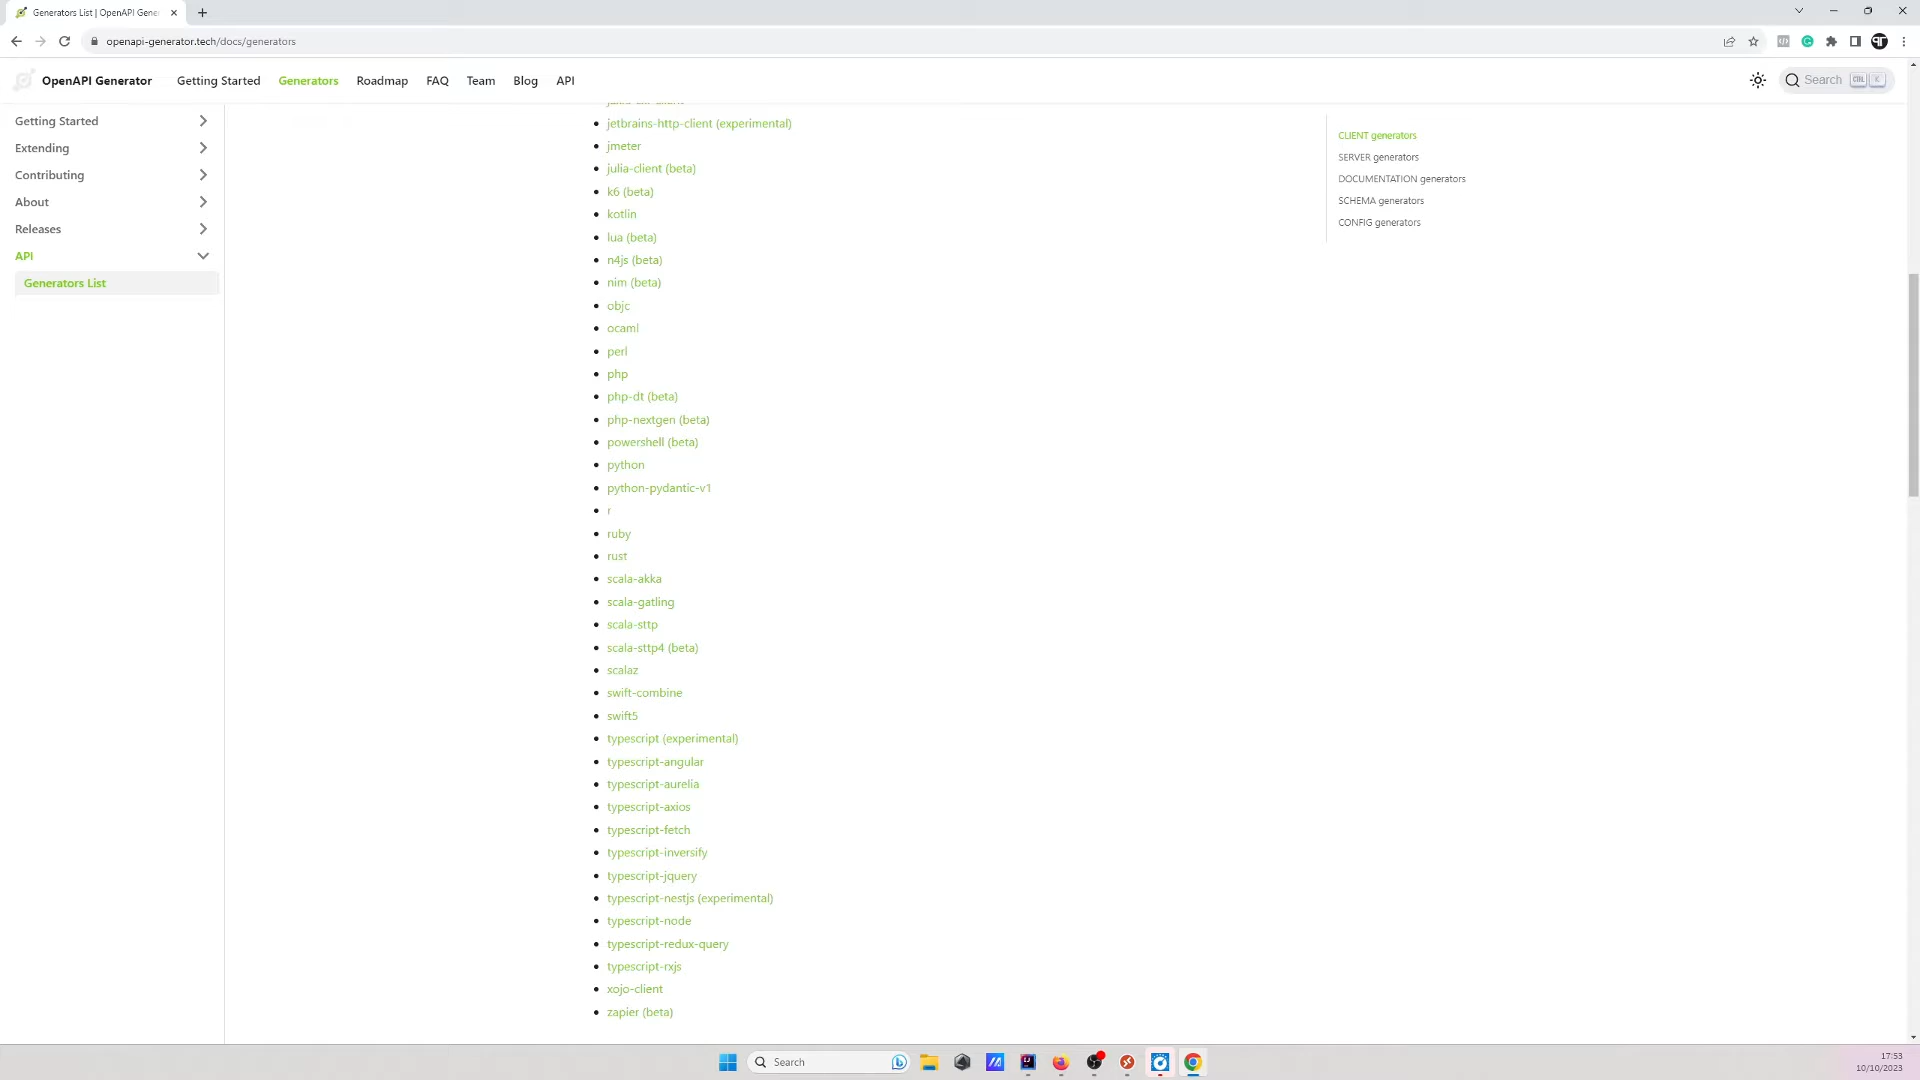 Generators List | OpenAPI Gene
openapi-generator.tech/docs/generators
OpenAPI Generator
Getting Started
Generators
Roadmap
FAQ
Team
Blog
API
Search
CTRL
K
Getting Started
Extending
Contributing
About
Releases
API
Generators List
jetbrains-http-client (experimental)
jmeter
julia-client (beta)
k6 (beta)
kotlin
lua (beta)
n4js (beta)
nim (beta)
objc
ocaml
perl
php
php-dt (beta)
php-nextgen (beta)
powershell (beta)
python
python-pydantic-v1
r
ruby
rust
scala-akka
scala-gatling
scala-sttp
scala-sttp4 (beta)
scalaz
swift-combine
swift5
typescript (experimental)
typescript-angular
typescript-aurelia
typescript-axios
typescript-fetch
typescript-inversify
typescript-jquery
typescript-nestjs (experimental)
typescript-node
typescript-redux-query
typescript-rxjs
xojo-client
zapier (beta)
CLIENT generators
SERVER generators
DOCUMENTATION generators
SCHEMA generators
CONFIG generators
Search
17:53
10/10/2023